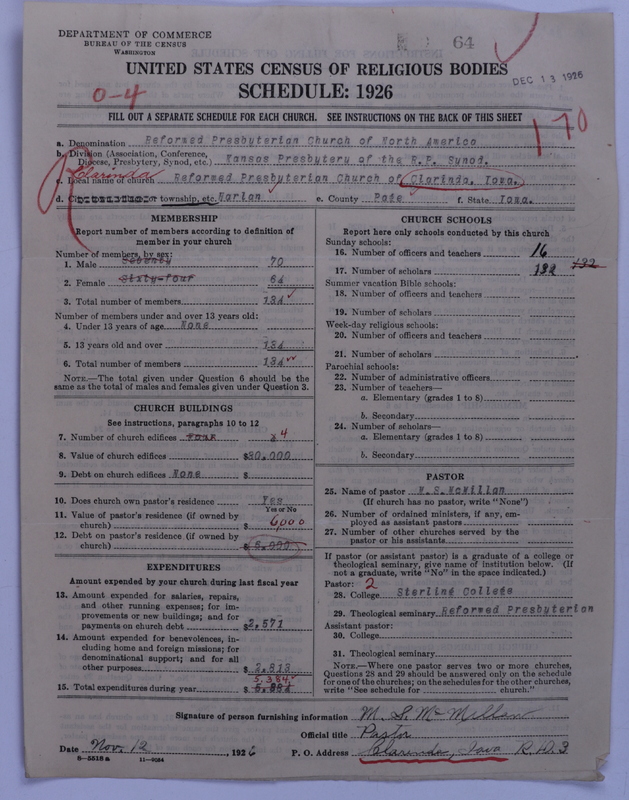 DEPARTMENT OF COMMERCE
BUREAU OF THE CENSUS
WASHINGTON
64
UNITED STATES CENSUS OF RELIGIOUS BODIES
DEC 13 1926
SCHEDULE: 1926
0-4
FILL OUT A SEPARATE SCHEDULE FOR EACH CHURCH. SEE INSTRUCTIONS ON THE BACK OF THIS SHEET
170
a. Denomination Reformed Presbyterian Church of North America
b. Division (Association, Conference, Diocese, Presbytery, Synod, etc.) Kansas Presbytery of the R.P. Synod.
Clarinda
c. Local name of church Reformed Presbyterian Church of Clarinda, Iowa.
d. or township, etc. Harlan e. County Page f. State Iowa.
MEMBERSHIP
Report number of members according to definition of
member in your church
Number of members, by sex:
1. Male Seventy 70
2. Female Sixty-four 64
3. Total number of members 134
Number of members under and over 13 years old:
4. Under 13 years of age None
5. 13 years old and over 134
6. Total number of members 134
NOTE.—The total given under Question 6 should be the
same as the total of males and females given under Question 3.
CHURCH BUILDINGS
See instructions, paragraphs 10 to 12
7. Number of church edifices Four 4
8. Value of church edifices $80,000
9. Debt on church edifices None $
10. Does church own pastor's residence Yes
Yes or No
11. Value of pastor's residence (if owned by
church) $ 6000
12. Debt on pastor's residence (if owned by
church) $ 6,000
EXPENDITURES
Amount expended by your church during last fiscal year
13. Amount expended for salaries, repairs,
and other running expenses; for im-
provements or new buildings; and for
payments on church debt $2,571
14. Amount expended for benevolences, in-
cluding home and foreign missions; for
denominational support; and for all
other purposes $ 2,813
5,384
15. Total expenditures during year $
CHURCH SCHOOLS
Report here only schools conducted by this church
Sunday schools:
16. Number of officers and teachers 16
17. Number of scholars 132 132
Summer vacation Bible schools:
18. Number of officers and teachers
19. Number of scholars
Week-day religious schools:
20. Number of officers and teachers
21. Number of scholars
Parochial schools:
22. Number of administrative officers
23. Number of teachers—
a. Elementary (grades 1 to 8)
b. Secondary
24. Number of scholars—
a. Elementary (grades 1 to 8)
b. Secondary
PASTOR
25. Name of pastor M.S.McMillan
(If church has no pastor, write "None")
26. Number of ordained ministers, if any, em-
ployed as assistant pastors
27. Number of other churches served by the
pastor or his assistants
If pastor (or assistant pastor) is a graduate of a college or
theological seminary, give name of institution below. (If
not a graduate, write "No" in the space indicated.)
Pastor: 2
28. College Sterling College
29. Theological seminary Reformed Presbyterian
Assistant pastor:
30. College
31. Theological seminary
NOTE.—Where one pastor serves two or more churches,
Questions 28 and 29 should be answered only on the schedule
for one of the churches; on the schedules for the other churches,
write "See schedule for church."
Signature of person furnishing information M. S. McMillan
Official title Pastor
Date Nov. 12, 1926 P. O. Address Clarinda, Iowa R.D.3
8-5518a 11-9064